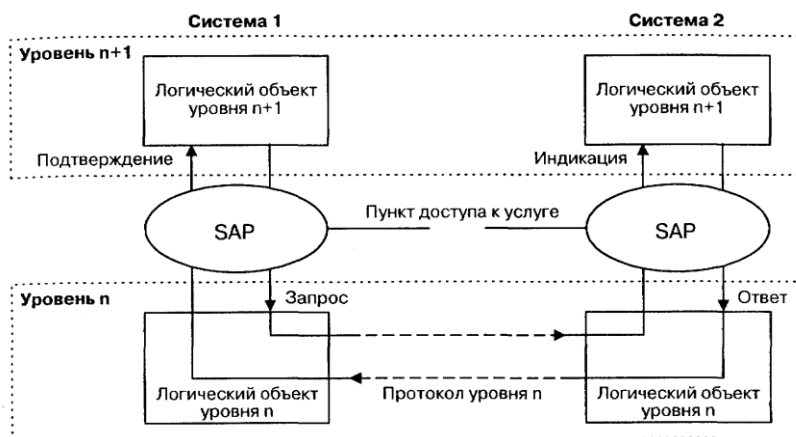 Система 1
Система 2
Уровень n+1
Логический объект
уровня n+1
Логический объект
уровня n+1
Подтверждение
Индикация
SAP
Пункт доступа к услуге
SAP
Уровень n
Запрос
Ответ
Логический объект
уровня n
Протокол уровня n
Логический объект
уровня n